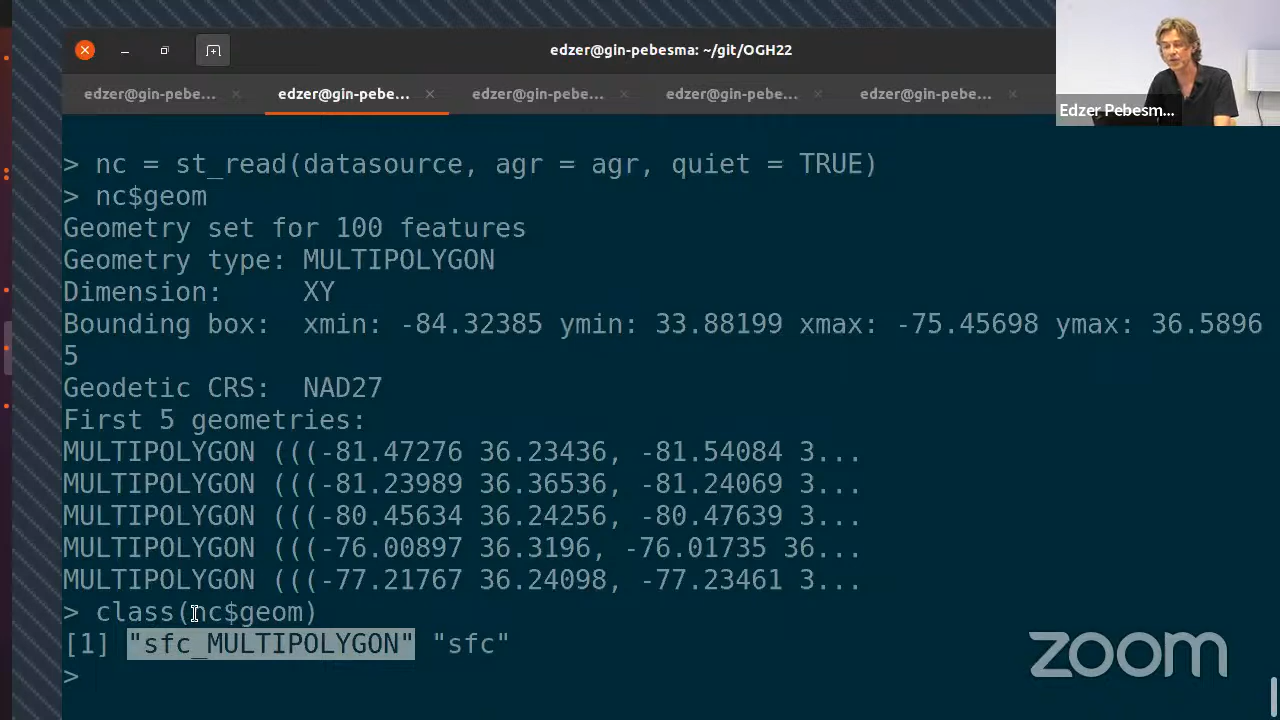 edzer@gin-pebesma: ~/git/OGH22
edzer@gin-pebe... edzer@gin-pebe... edzer@gin-pebe... edzer@gin-pebe... edzer@gin-pebe...
Edzer Pebesm...
> nc = st_read(datasource, agr = agr, quiet = TRUE)
> nc$geom
Geometry set for 100 features
Geometry type: MULTIPOLYGON
Dimension:     XY
Bounding box:  xmin: -84.32385 ymin: 33.88199 xmax: -75.45698 ymax: 36.5896
5
Geodetic CRS:  NAD27
First 5 geometries:
MULTIPOLYGON (((-81.47276 36.23436, -81.54084 3...
MULTIPOLYGON (((-81.23989 36.36536, -81.24069 3...
MULTIPOLYGON (((-80.45634 36.24256, -80.47639 3...
MULTIPOLYGON (((-76.00897 36.3196, -76.01735 36...
MULTIPOLYGON (((-77.21767 36.24098, -77.23461 3...
> class(nc$geom)
[1] "sfc_MULTIPOLYGON" "sfc"
>
zoom